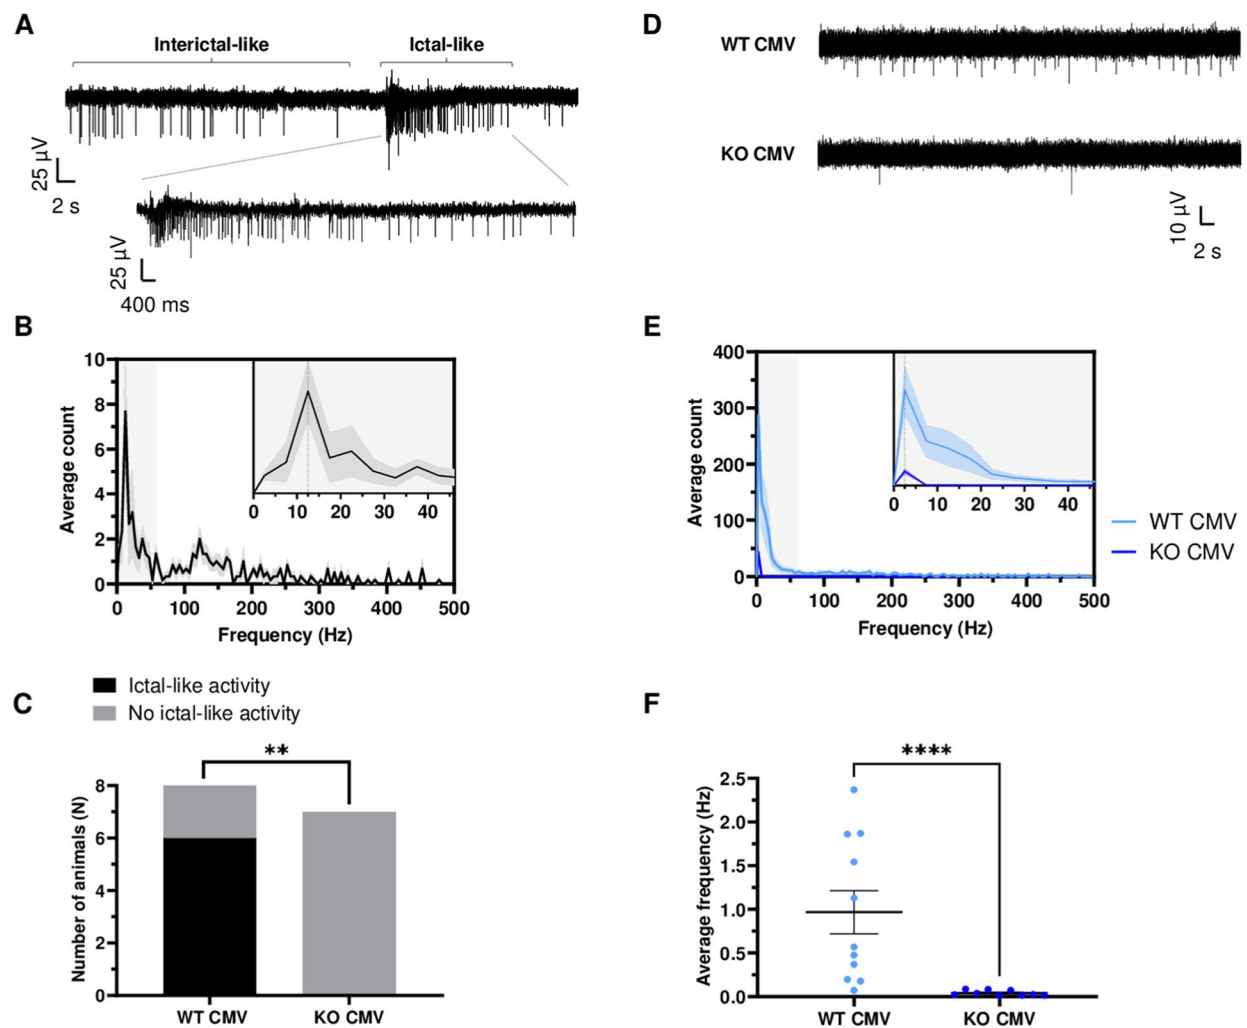 A
Interictal-like Ictal-like
25 µV
2 s
25 µV
400 ms
B
Average count
10
8
6
4
2
0
0 10 20 30 40
0 100 200 300 400 500
Frequency (Hz)
C
Ictal-like activity
No ictal-like activity
**
Number of animals (N)
8
6
4
2
0
WT CMV KO CMV
D
WT CMV
KO CMV
10 µV
2 s
E
Average count
400
300
200
100
0
0 10 20 30 40
0 100 200 300 400 500
Frequency (Hz)
WT CMV
KO CMV
F
****
Average frequency (Hz)
2.5
2.0
1.5
1.0
0.5
0.0
WT CMV KO CMV